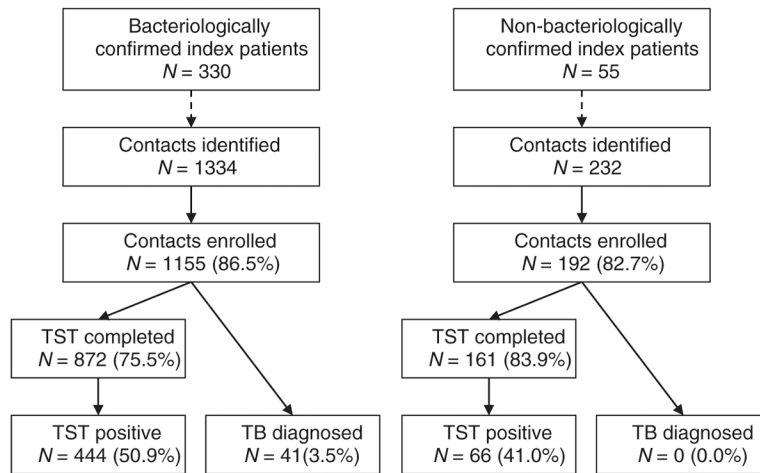 Bacteriologically
confirmed index patients
N = 330
Contacts identified
N = 1334
Contacts enrolled
N = 1155 (86.5%)
TST completed
N = 872 (75.5%)
TST positive
N = 444 (50.9%)
TB diagnosed
N = 41(3.5%)
Non-bacteriologically
confirmed index patients
N = 55
Contacts identified
N = 232
Contacts enrolled
N = 192 (82.7%)
TST completed
N = 161 (83.9%)
TST positive
N = 66 (41.0%)
TB diagnosed
N = 0 (0.0%)